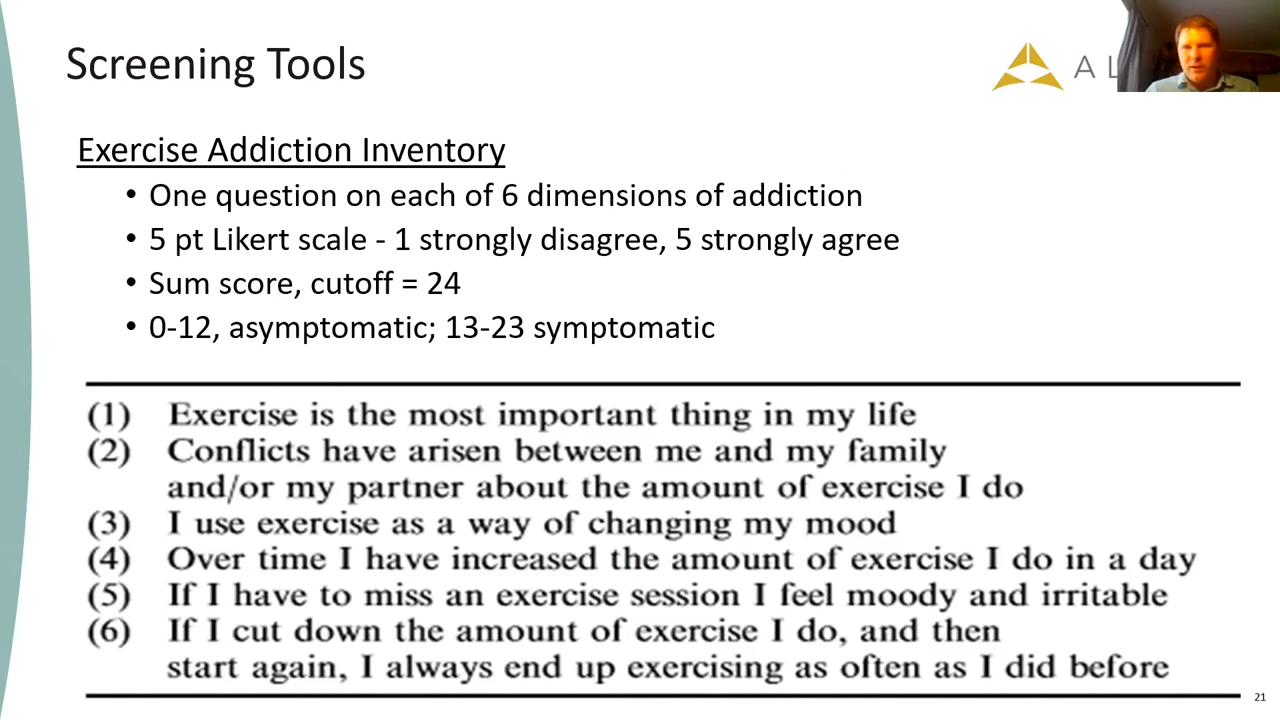 Screening Tools
AL
Exercise Addiction Inventory
• One question on each of 6 dimensions of addiction
• 5 pt Likert scale - 1 strongly disagree, 5 strongly agree
• Sum score, cutoff = 24
• 0-12, asymptomatic; 13-23 symptomatic
(1) Exercise is the most important thing in my life
(2) Conflicts have arisen between me and my family
and/or my partner about the amount of exercise I do
(3) I use exercise as a way of changing my mood
(4) Over time I have increased the amount of exercise I do in a day
(5) If I have to miss an exercise session I feel moody and irritable
(6) If I cut down the amount of exercise I do, and then
start again, I always end up exercising as often as I did before
21